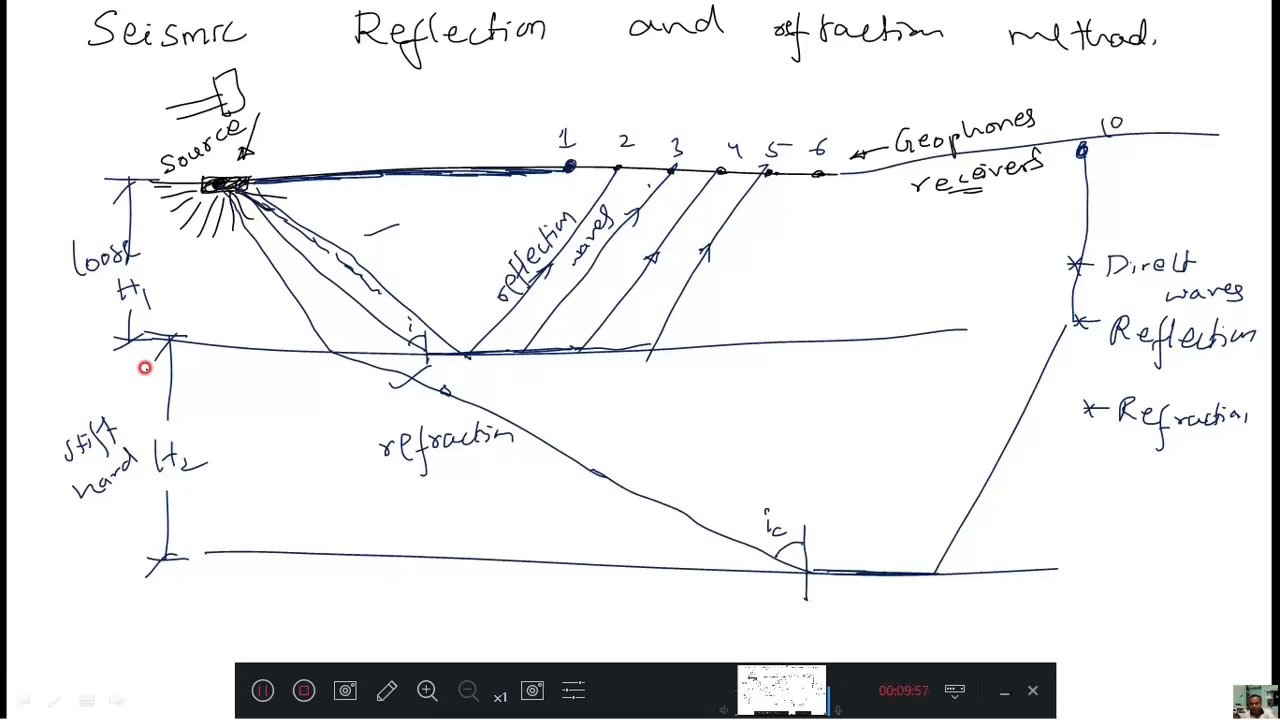 Seismic Reflection and refraction method.
source
1 2 3 4 5 6
Geophones
receivers
10
loose
H1
reflection
waves
* Direct
waves
* Reflection
* Refraction
i
refraction
stiff
hard
H2
ic
x1
00:09:57